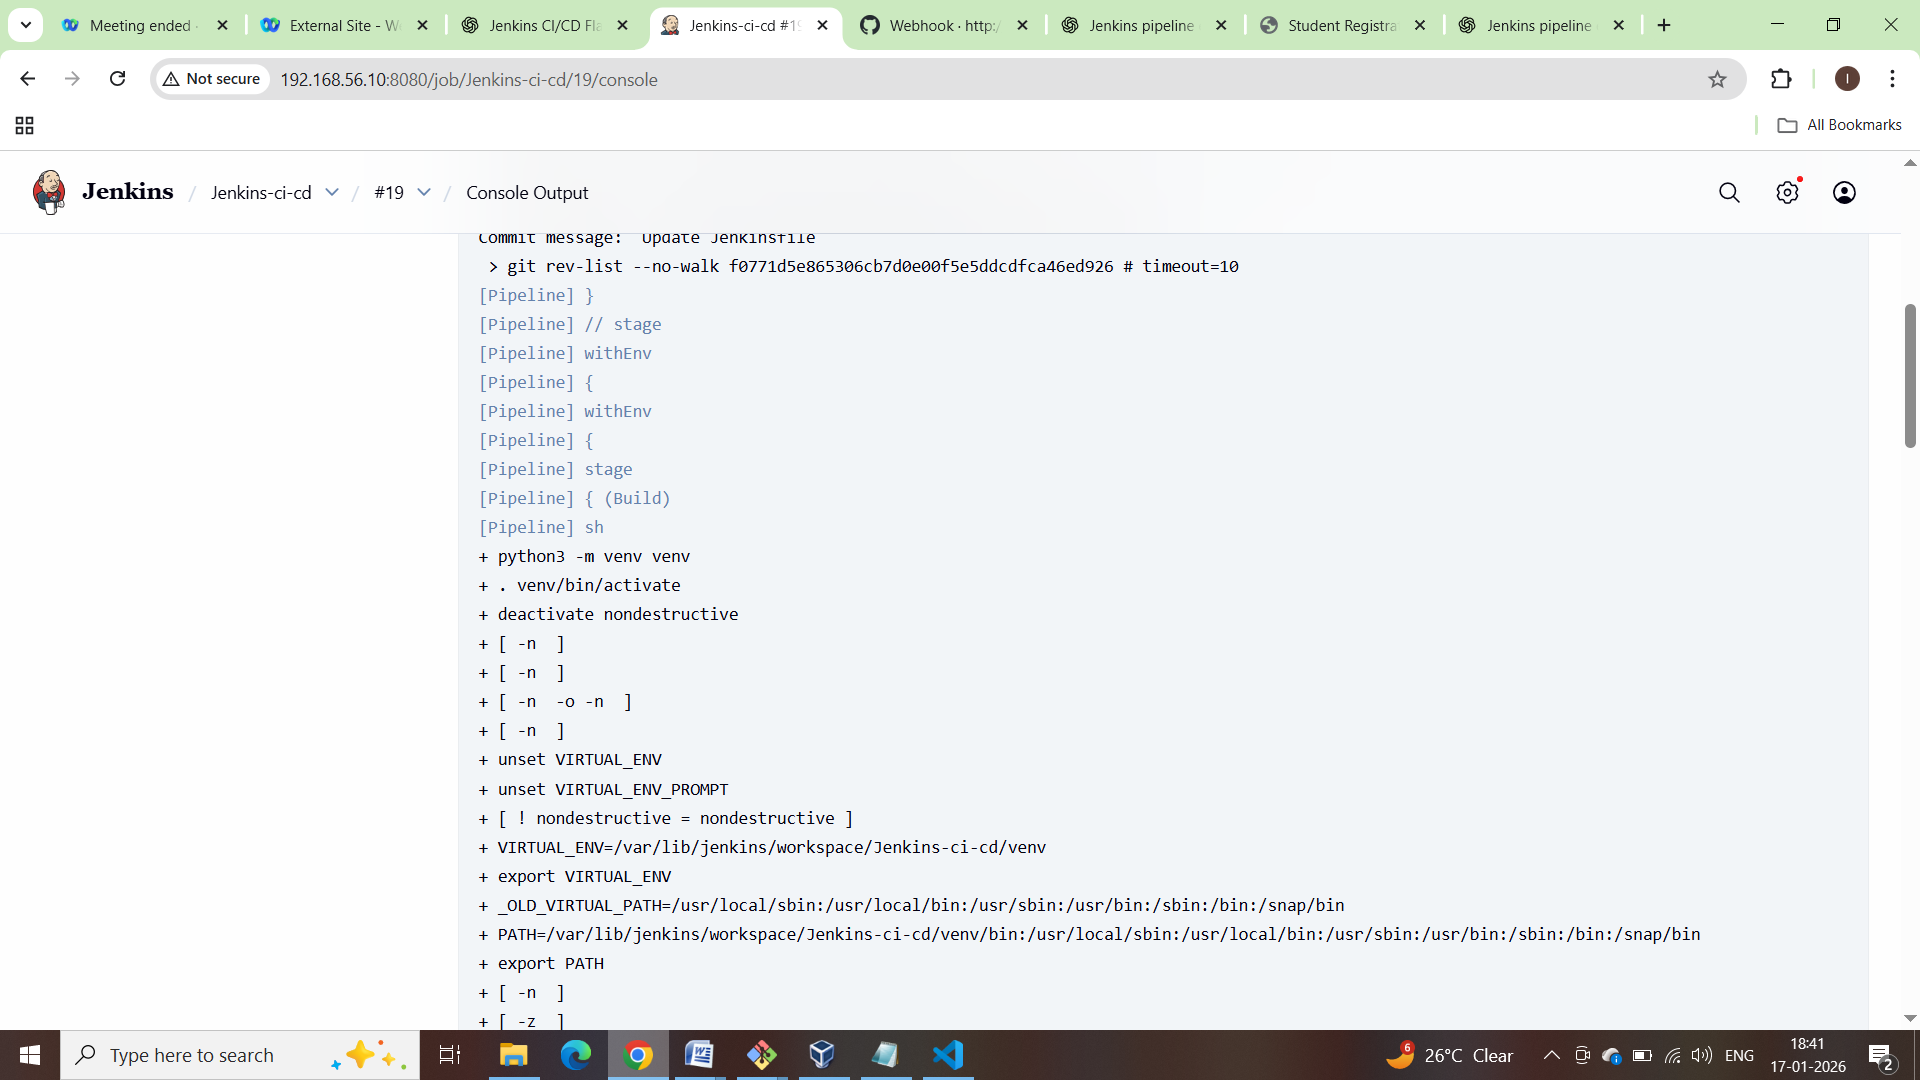 Meeting ended
External Site - W
Jenkins CI/CD Fla
Jenkins-ci-cd #19
Webhook · http:/
Jenkins pipeline
Student Registra
Jenkins pipeline
Not secure
192.168.56.10:8080/job/Jenkins-ci-cd/19/console
I
All Bookmarks
Jenkins / Jenkins-ci-cd / #19 / Console Output
Commit message: "Update Jenkinsfile
> git rev-list --no-walk f0771d5e865306cb7d0e00f5e5ddcdfca46ed926 # timeout=10
[Pipeline] }
[Pipeline] // stage
[Pipeline] withEnv
[Pipeline] {
[Pipeline] withEnv
[Pipeline] {
[Pipeline] stage
[Pipeline] { (Build)
[Pipeline] sh
+ python3 -m venv venv
+ . venv/bin/activate
+ deactivate nondestructive
+ [ -n  ]
+ [ -n  ]
+ [ -n  -o -n  ]
+ [ -n  ]
+ unset VIRTUAL_ENV
+ unset VIRTUAL_ENV_PROMPT
+ [ ! nondestructive = nondestructive ]
+ VIRTUAL_ENV=/var/lib/jenkins/workspace/Jenkins-ci-cd/venv
+ export VIRTUAL_ENV
+ _OLD_VIRTUAL_PATH=/usr/local/sbin:/usr/local/bin:/usr/sbin:/usr/bin:/sbin:/bin:/snap/bin
+ PATH=/var/lib/jenkins/workspace/Jenkins-ci-cd/venv/bin:/usr/local/sbin:/usr/local/bin:/usr/sbin:/usr/bin:/sbin:/bin:/snap/bin
+ export PATH
+ [ -n  ]
+ [ -z  ]
Type here to search
6
26°C Clear
ENG
18:41
17-01-2026
2